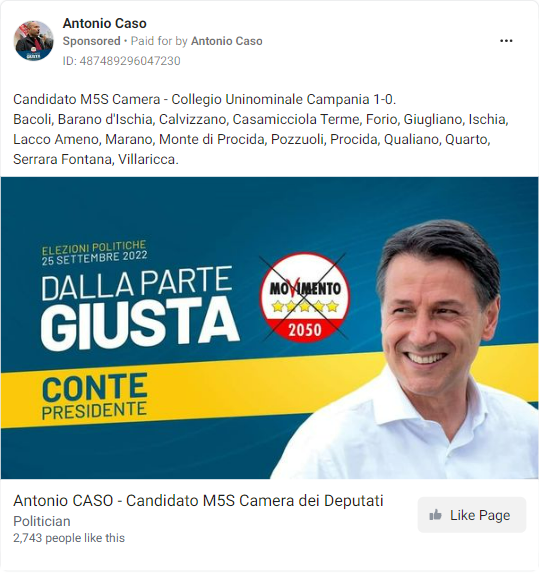 Antonio Caso
Sponsored • Paid for by Antonio Caso
ID: 487489296047230
Candidato M5S Camera - Collegio Uninominale Campania 1-0.
Bacoli, Barano d'Ischia, Calvizzano, Casamicciola Terme, Forio, Giugliano, Ischia,
Lacco Ameno, Marano, Monte di Procida, Pozzuoli, Procida, Qualiano, Quarto,
Serrara Fontana, Villaricca.
ELEZIONI POLITICHE
25 SETTEMBRE 2022
DALLA PARTE
GIUSTA
MOVIMENTO
2050
CONTE
PRESIDENTE
Antonio CASO - Candidato M5S Camera dei Deputati
Politician
2,743 people like this
Like Page